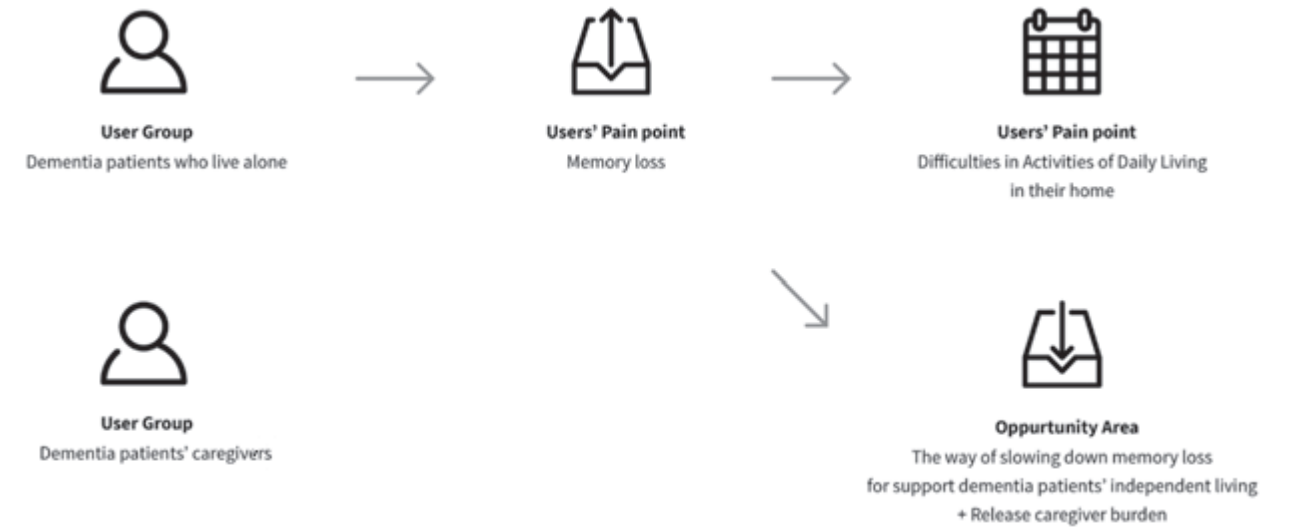 User Group
Dementia patients who live alone
Users' Pain point
Memory loss
Users' Pain point
Difficulties in Activities of Daily Living
in their home
User Group
Dementia patients' caregivers
Oppurtunity Area
The way of slowing down memory loss
for support dementia patients' independent living
+ Release caregiver burden